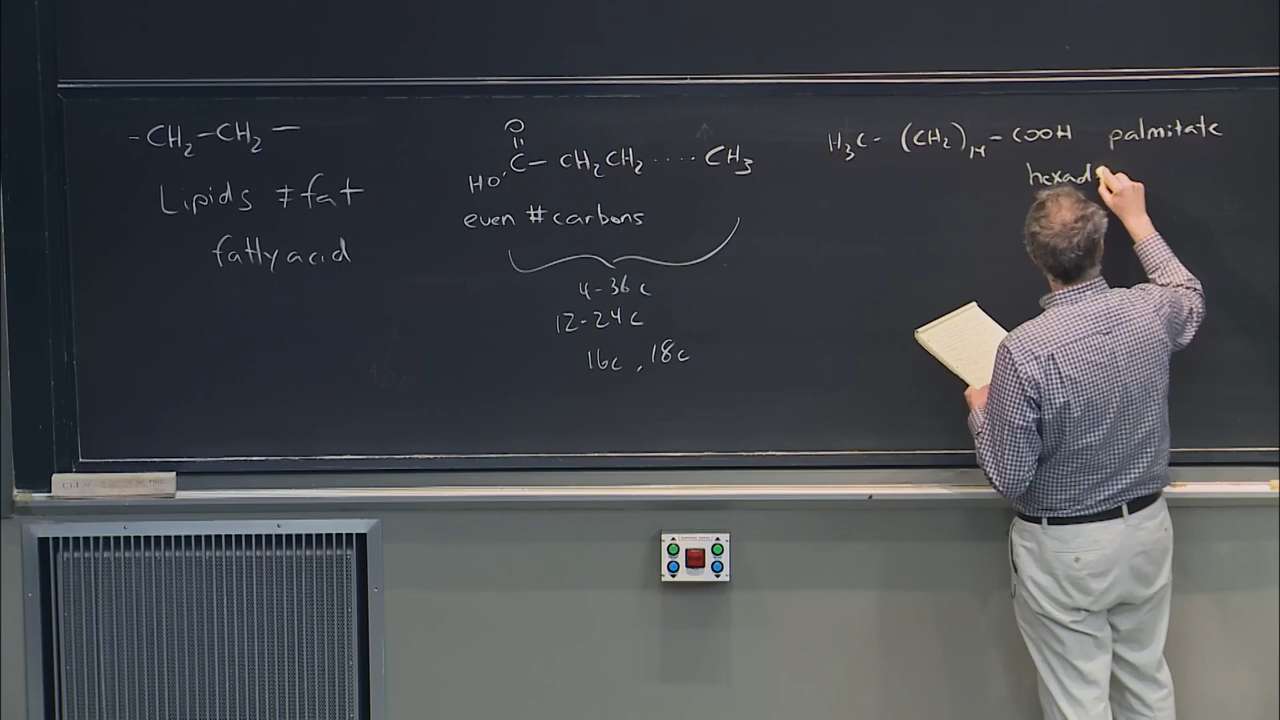 -CH₂-CH₂-
Lipids ≠ fat
fatty acid
O
||
HO C- CH₂CH₂ .... CH₃
even # carbons
4-36 c
12-24 c
16c , 18c
H₃C- (CH₂)₁₄ - COOH palmitate
hexad